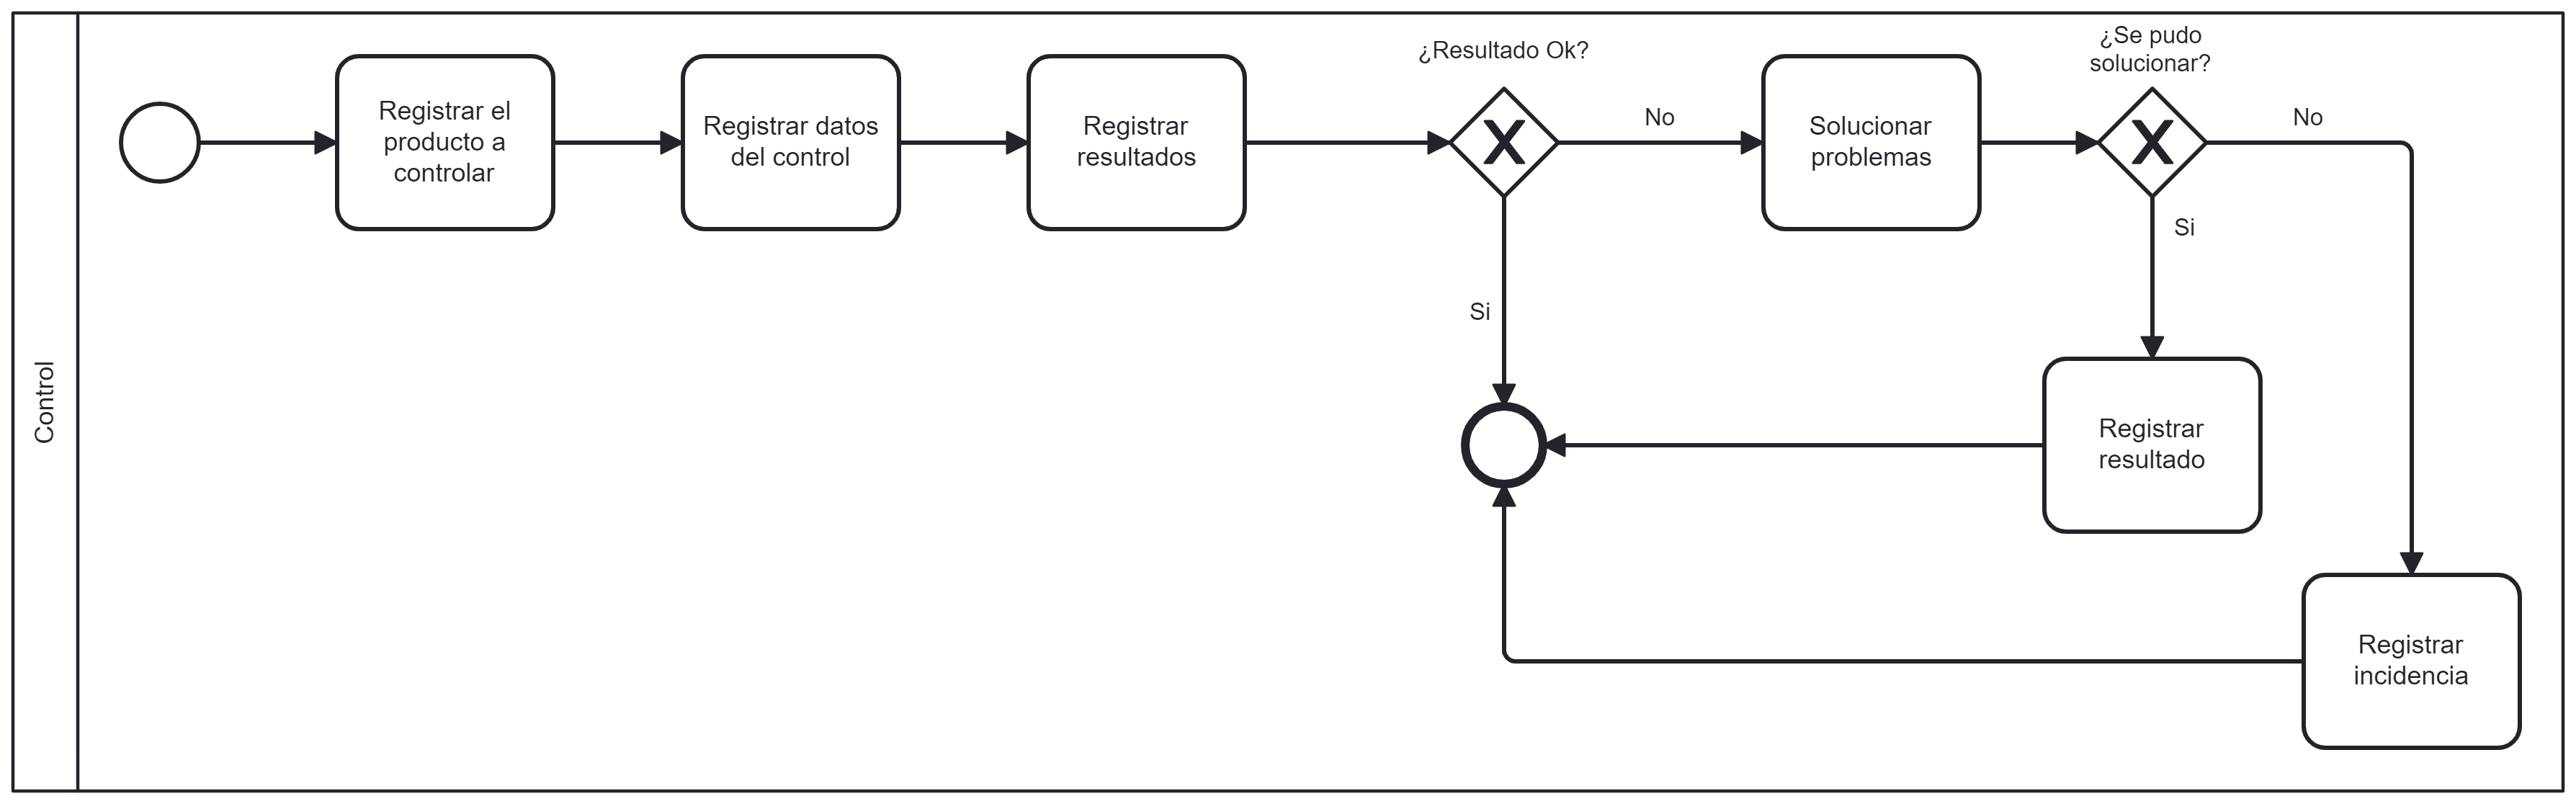 Control
Registrar el
producto a
controlar
Registrar datos
del control
Registrar
resultados
¿Resultado Ok?
No
Si
Solucionar
problemas
¿Se pudo
solucionar?
No
Si
Registrar
resultado
Registrar
incidencia